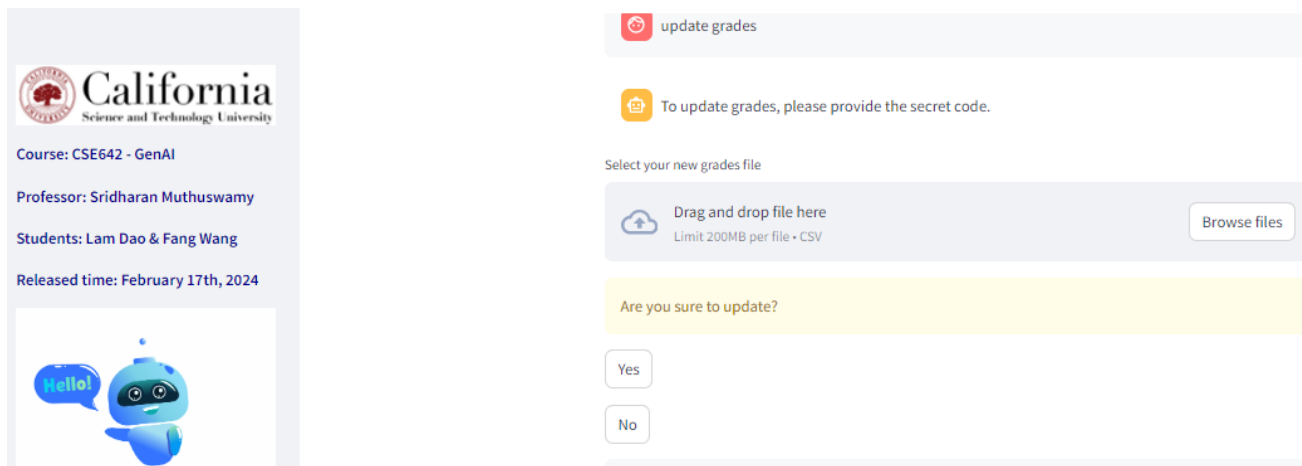 CALIFORNIA
UNIVERSITY
California
Science and Technology University
Course: CSE642 - GenAI
Professor: Sridharan Muthuswamy
Students: Lam Dao & Fang Wang
Released time: February 17th, 2024
Hello!
update grades
To update grades, please provide the secret code.
Select your new grades file
Drag and drop file here
Limit 200MB per file • CSV
Browse files
Are you sure to update?
Yes
No